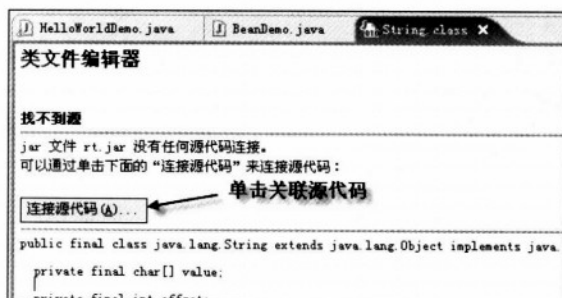 HelloWorldDemo.java BeanDemo.java String.class
类文件编辑器
找不到源
jar 文件 rt.jar 没有任何源代码连接。
可以通过单击下面的“连接源代码”来连接源代码：
单击关联源代码
连接源代码(A)...
public final class java.lang.String extends java.lang.Object implements java.
private final char[] value;
private final int offset;